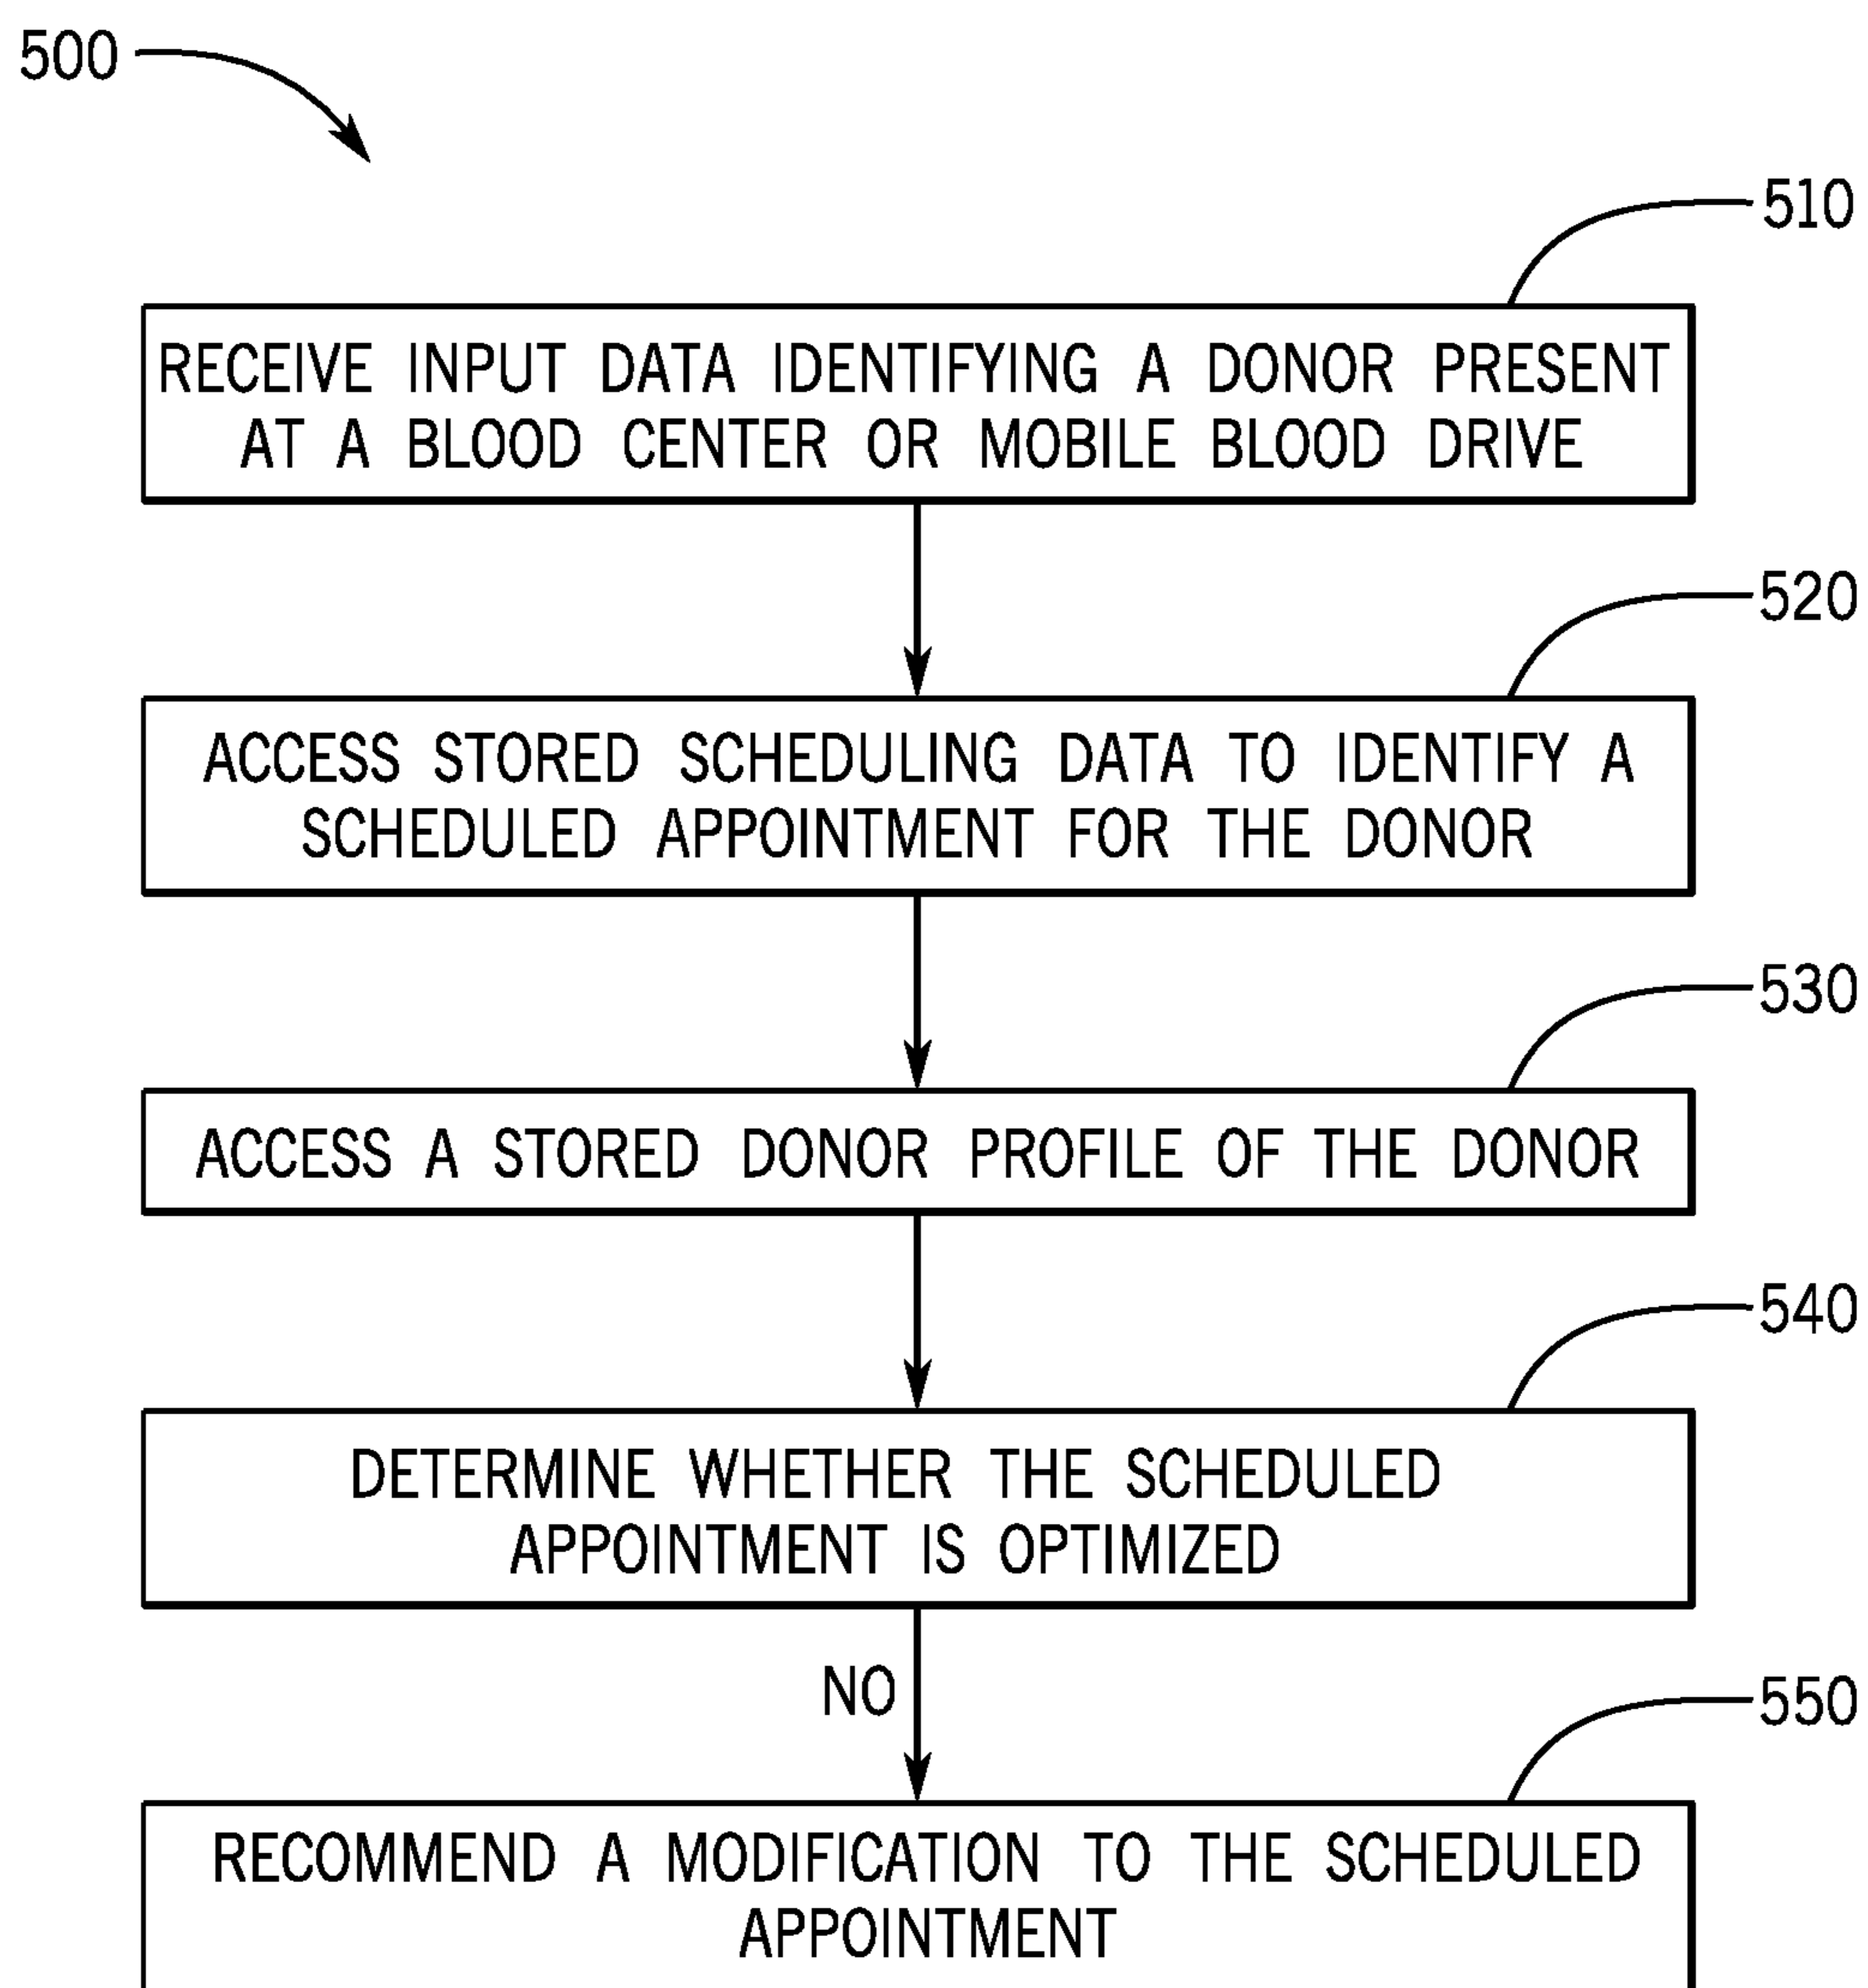 500
510
RECEIVE INPUT DATA IDENTIFYING A DONOR PRESENT
AT A BLOOD CENTER OR MOBILE BLOOD DRIVE
520
ACCESS STORED SCHEDULING DATA TO IDENTIFY A
SCHEDULED APPOINTMENT FOR THE DONOR
530
ACCESS A STORED DONOR PROFILE OF THE DONOR
540
DETERMINE WHETHER THE SCHEDULED
APPOINTMENT IS OPTIMIZED
NO
550
RECOMMEND A MODIFICATION TO THE SCHEDULED
APPOINTMENT